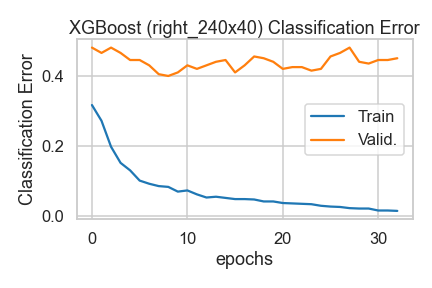 XGBoost (right_240x40) Classification Error
Classification Error
0.4
0.2
0.0
Train
Valid.
0
10
20
30
epochs